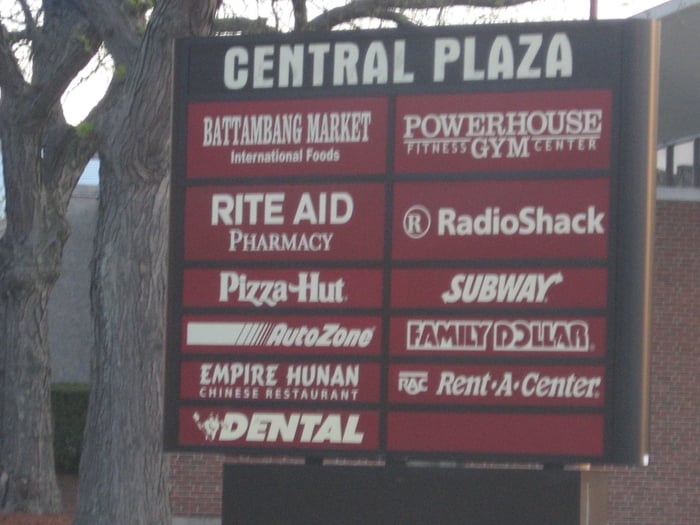 CENTRAL PLAZA
BATTAMBANG MARKET
International Foods
POWERHOUSE
FITNESS GYM CENTER
RITE AID
PHARMACY
R RadioShack
Pizza Hut
SUBWAY
AutoZone
FAMILY DOLLAR
EMPIRE HUNAN
CHINESE RESTAURANT
RAC Rent-A-Center
DENTAL